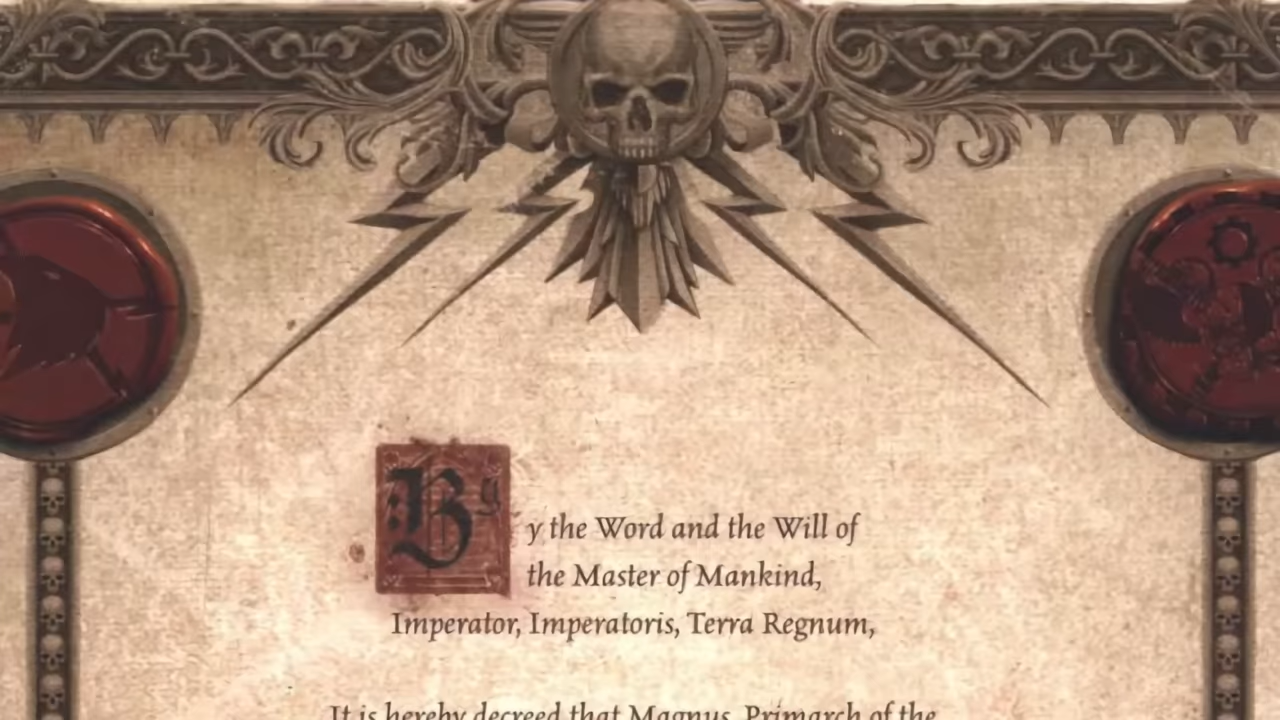 By
y the Word and the Will of
the Master of Mankind,
Imperator, Imperatoris, Terra Regnum,
It is hereby decreed that Magnus, Primarch of the